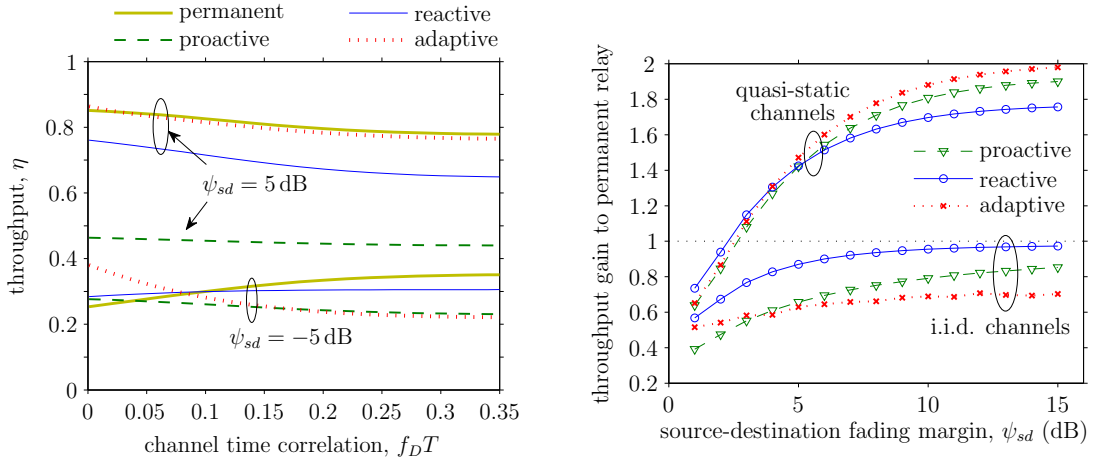 permanent
proactive
reactive
adaptive
1
0.8
0.6
0.4
0.2
0
throughput, η
ψsd = 5 dB
ψsd = −5 dB
0 0.05 0.1 0.15 0.2 0.25 0.3 0.35
channel time correlation, fDT
2
1.8
1.6
1.4
1.2
1
0.8
0.6
0.4
0.2
throughput gain to permanent relay
quasi-static
channels
proactive
reactive
adaptive
i.i.d. channels
0 5 10 15
source-destination fading margin, ψsd (dB)